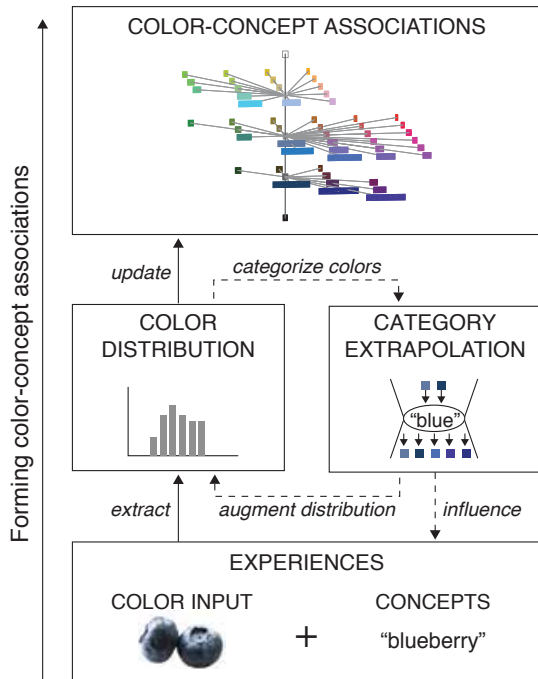 Forming color-concept associations
COLOR-CONCEPT ASSOCIATIONS
update
categorize colors
COLOR
DISTRIBUTION
CATEGORY
EXTRAPOLATION
“blue”
extract
augment distribution
influence
EXPERIENCES
COLOR INPUT
+
CONCEPTS
“blueberry”